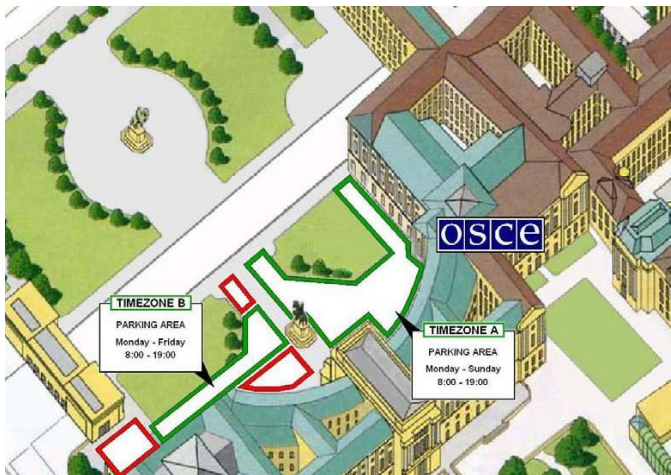 osce
TIMEZONE B
PARKING AREA
Monday - Friday
8:00 - 19:00
TIMEZONE A
PARKING AREA
Monday - Sunday
8:00 - 19:00